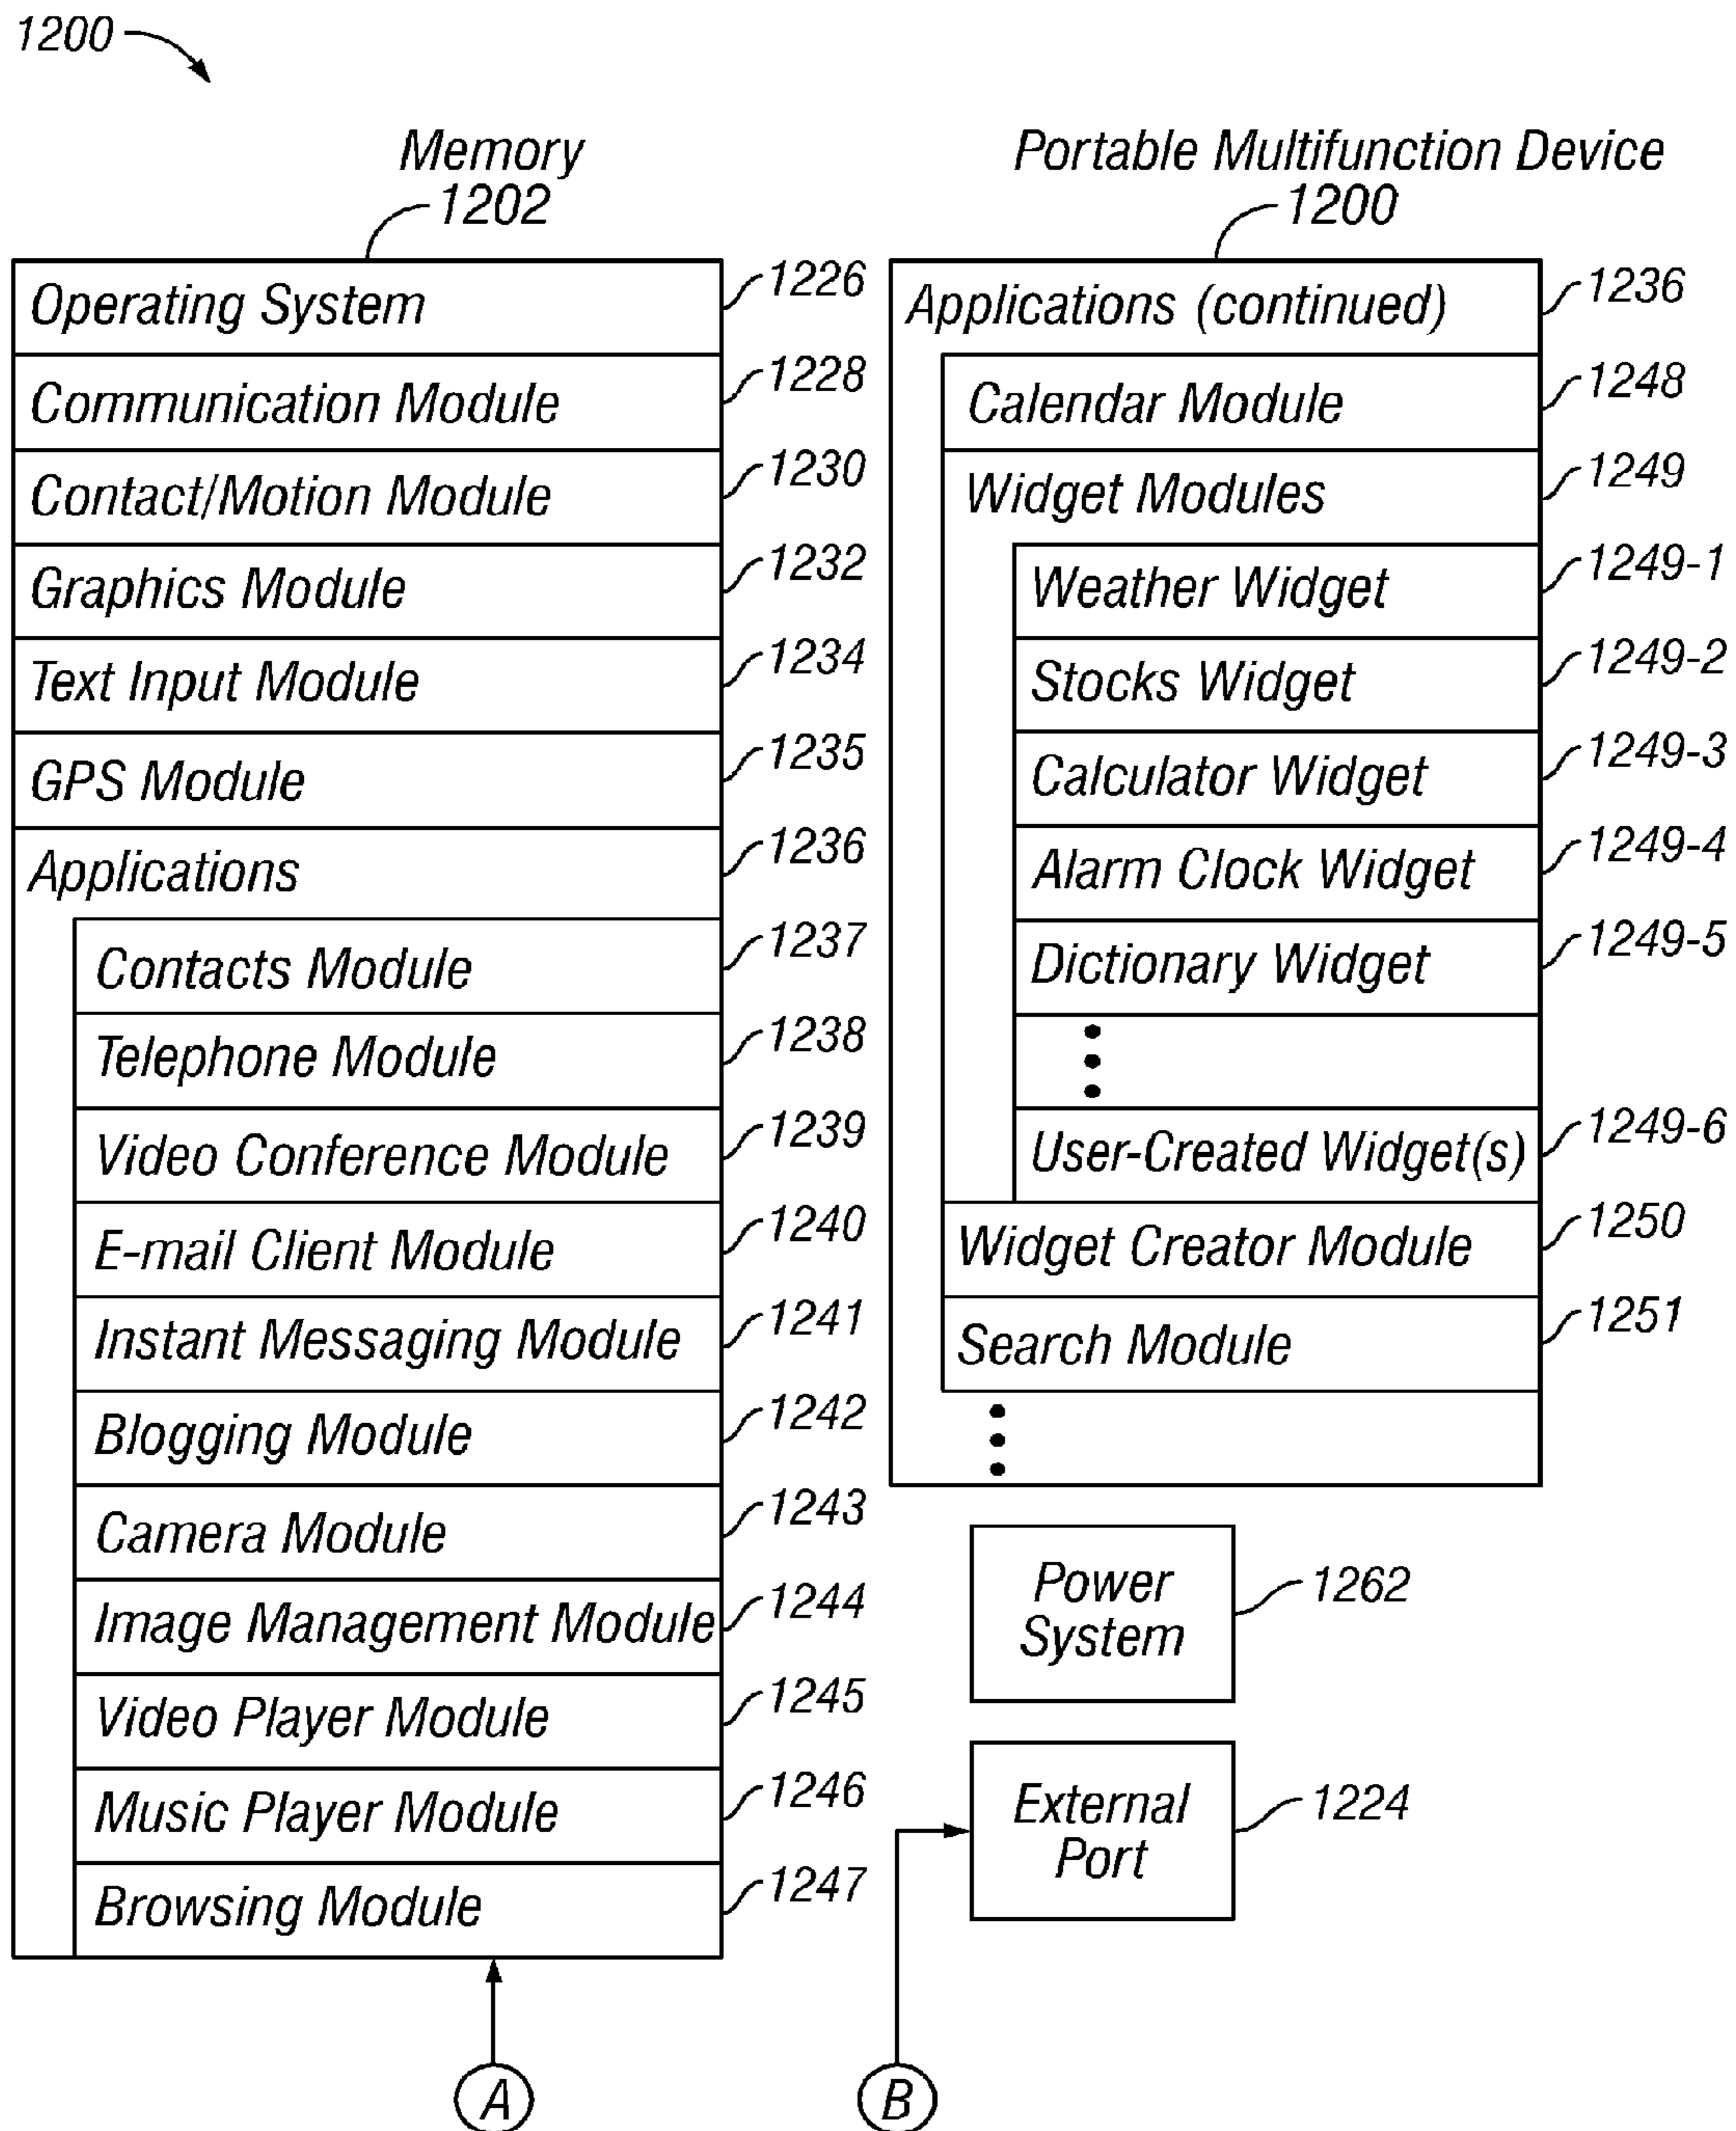 1200
Memory
1202
Operating System
1226
Communication Module
1228
Contact/Motion Module
1230
Graphics Module
1232
Text Input Module
1234
GPS Module
1235
Applications
1236
Contacts Module
1237
Telephone Module
1238
Video Conference Module
1239
E-mail Client Module
1240
Instant Messaging Module
1241
Blogging Module
1242
Camera Module
1243
Image Management Module
1244
Video Player Module
1245
Music Player Module
1246
Browsing Module
1247
A
Portable Multifunction Device
1200
Applications (continued)
1236
Calendar Module
1248
Widget Modules
1249
Weather Widget
1249-1
Stocks Widget
1249-2
Calculator Widget
1249-3
Alarm Clock Widget
1249-4
Dictionary Widget
1249-5
User-Created Widget(s)
1249-6
Widget Creator Module
1250
Search Module
1251
Power
System
1262
External
Port
1224
B